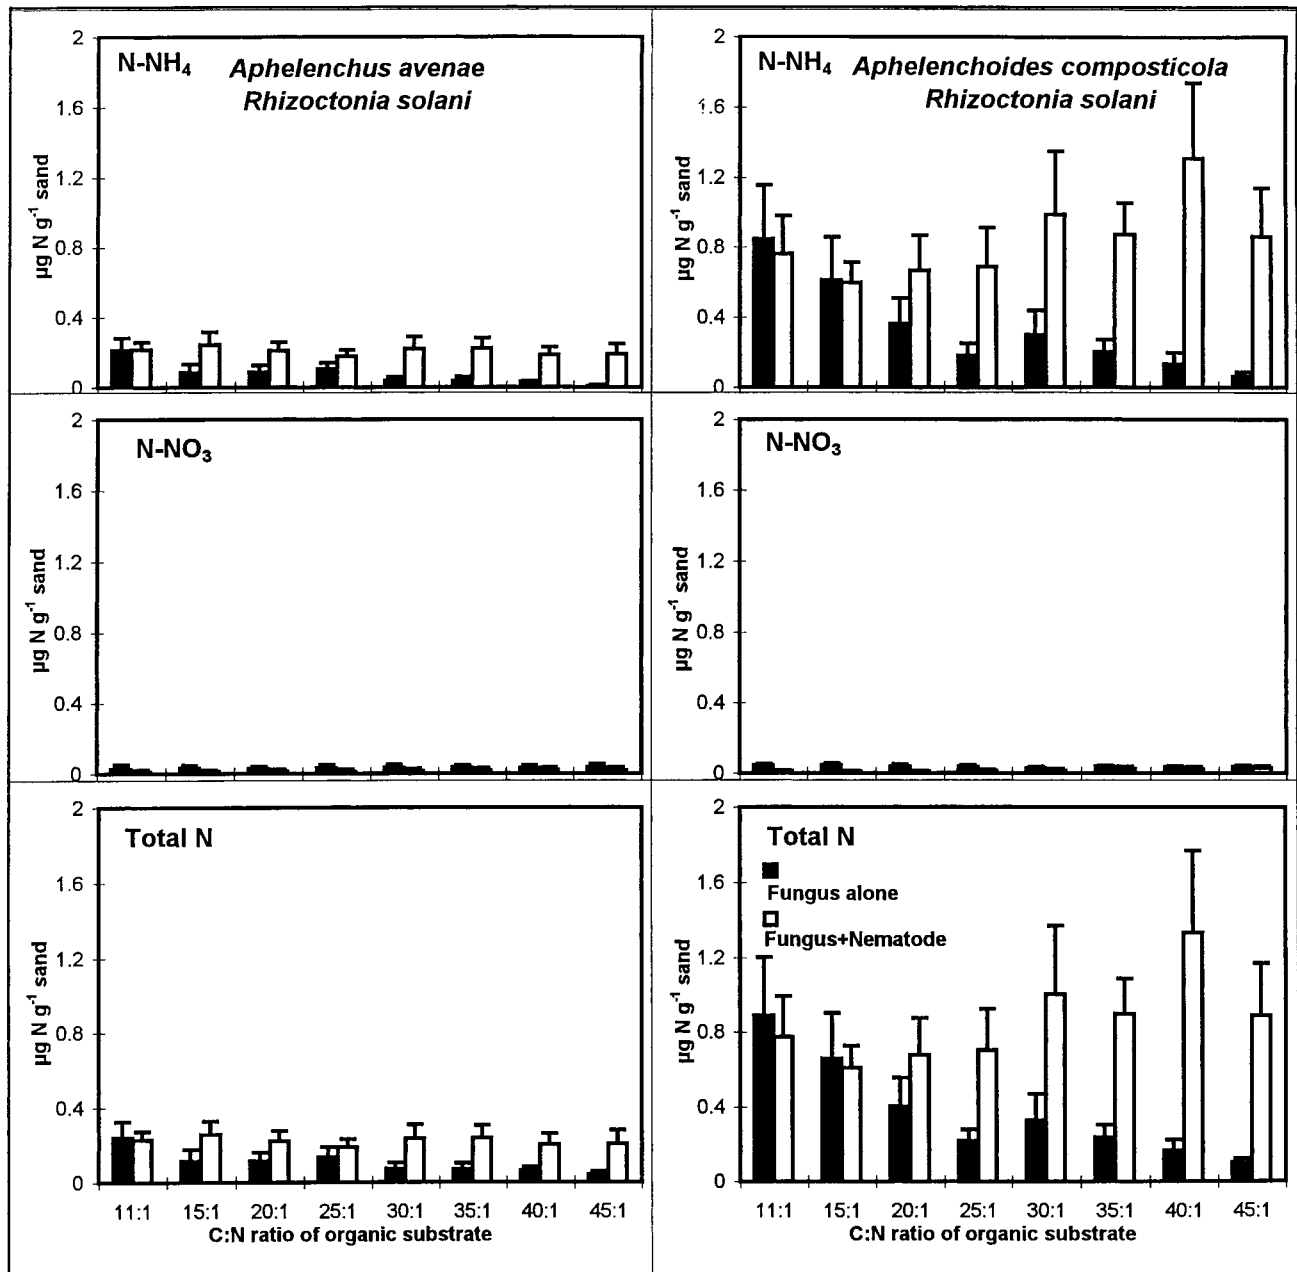 N-NH4 Aphelenchus avenae
Rhizoctonia solani
2
1.6
1.2
0.8
0.4
0
µg N g-1 sand
N-NH4 Aphelenchoides composticola
Rhizoctonia solani
2
1.6
1.2
0.8
0.4
0
µg N g-1 sand
N-NO3
2
1.6
1.2
0.8
0.4
0
µg N g-1 sand
N-NO3
2
1.6
1.2
0.8
0.4
0
µg N g-1 sand
Total N
2
1.6
1.2
0.8
0.4
0
µg N g-1 sand
11:1 15:1 20:1 25:1 30:1 35:1 40:1 45:1
C:N ratio of organic substrate
Total N
Fungus alone
Fungus+Nematode
2
1.6
1.2
0.8
0.4
0
µg N g-1 sand
11:1 15:1 20:1 25:1 30:1 35:1 40:1 45:1
C:N ratio of organic substrate